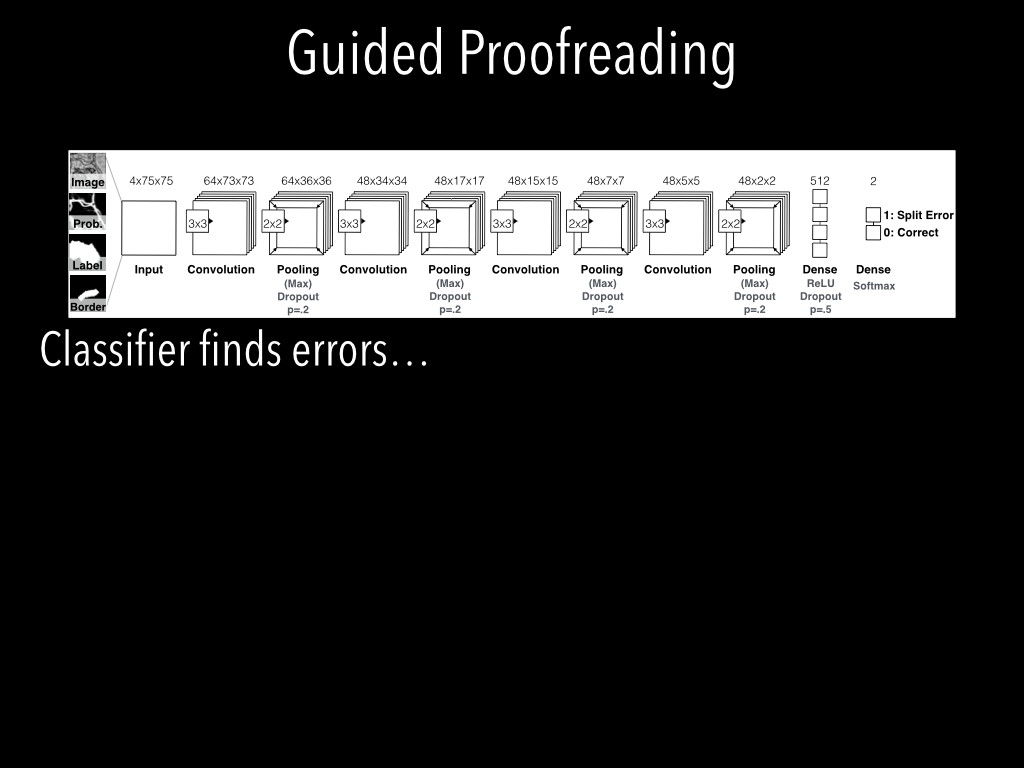 Guided Proofreading
Image
Prob.
Label
Border
4x75x75
64x73x73
64x36x36
48x34x34
48x17x17
48x15x15
48x7x7
48x5x5
48x2x2
512
2
3x3
2x2
3x3
2x2
3x3
2x2
3x3
2x2
1: Split Error
0: Correct
Input
Convolution
Pooling
(Max)
Dropout
p=.2
Convolution
Pooling
(Max)
Dropout
p=.2
Convolution
Pooling
(Max)
Dropout
p=.2
Convolution
Pooling
(Max)
Dropout
p=.2
Dense
ReLU
Dropout
p=.5
Dense
Softmax
Classifier finds errors…